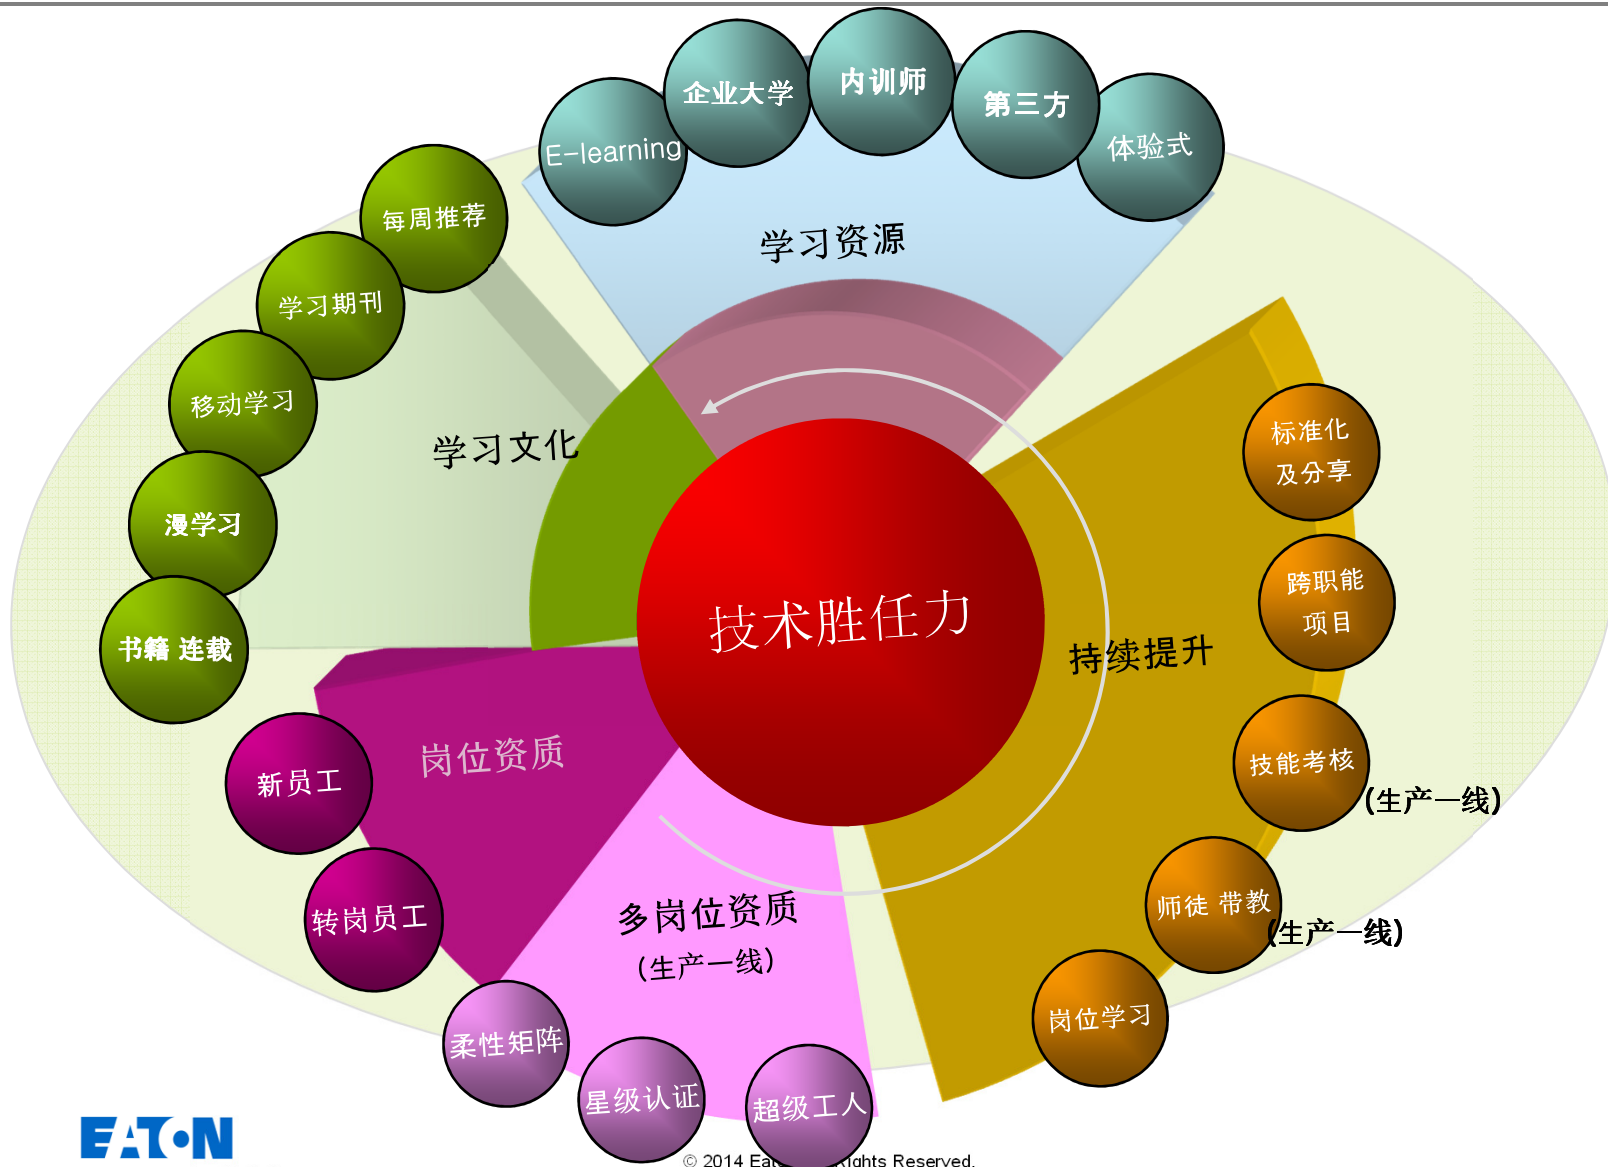 E-learning
企业大学
内训师
第三方
体验式
学习资源
每周推荐
学习期刊
移动学习
漫学习
书籍 连载
学习文化
技术胜任力
标准化
及分享
跨职能
项目
技能考核
(生产一线)
师徒 带教
(生产一线)
岗位学习
持续提升
岗位资质
新员工
转岗员工
多岗位资质
(生产一线)
柔性矩阵
星级认证
超级工人
EATON
© 2014 Eat Rights Reserved.